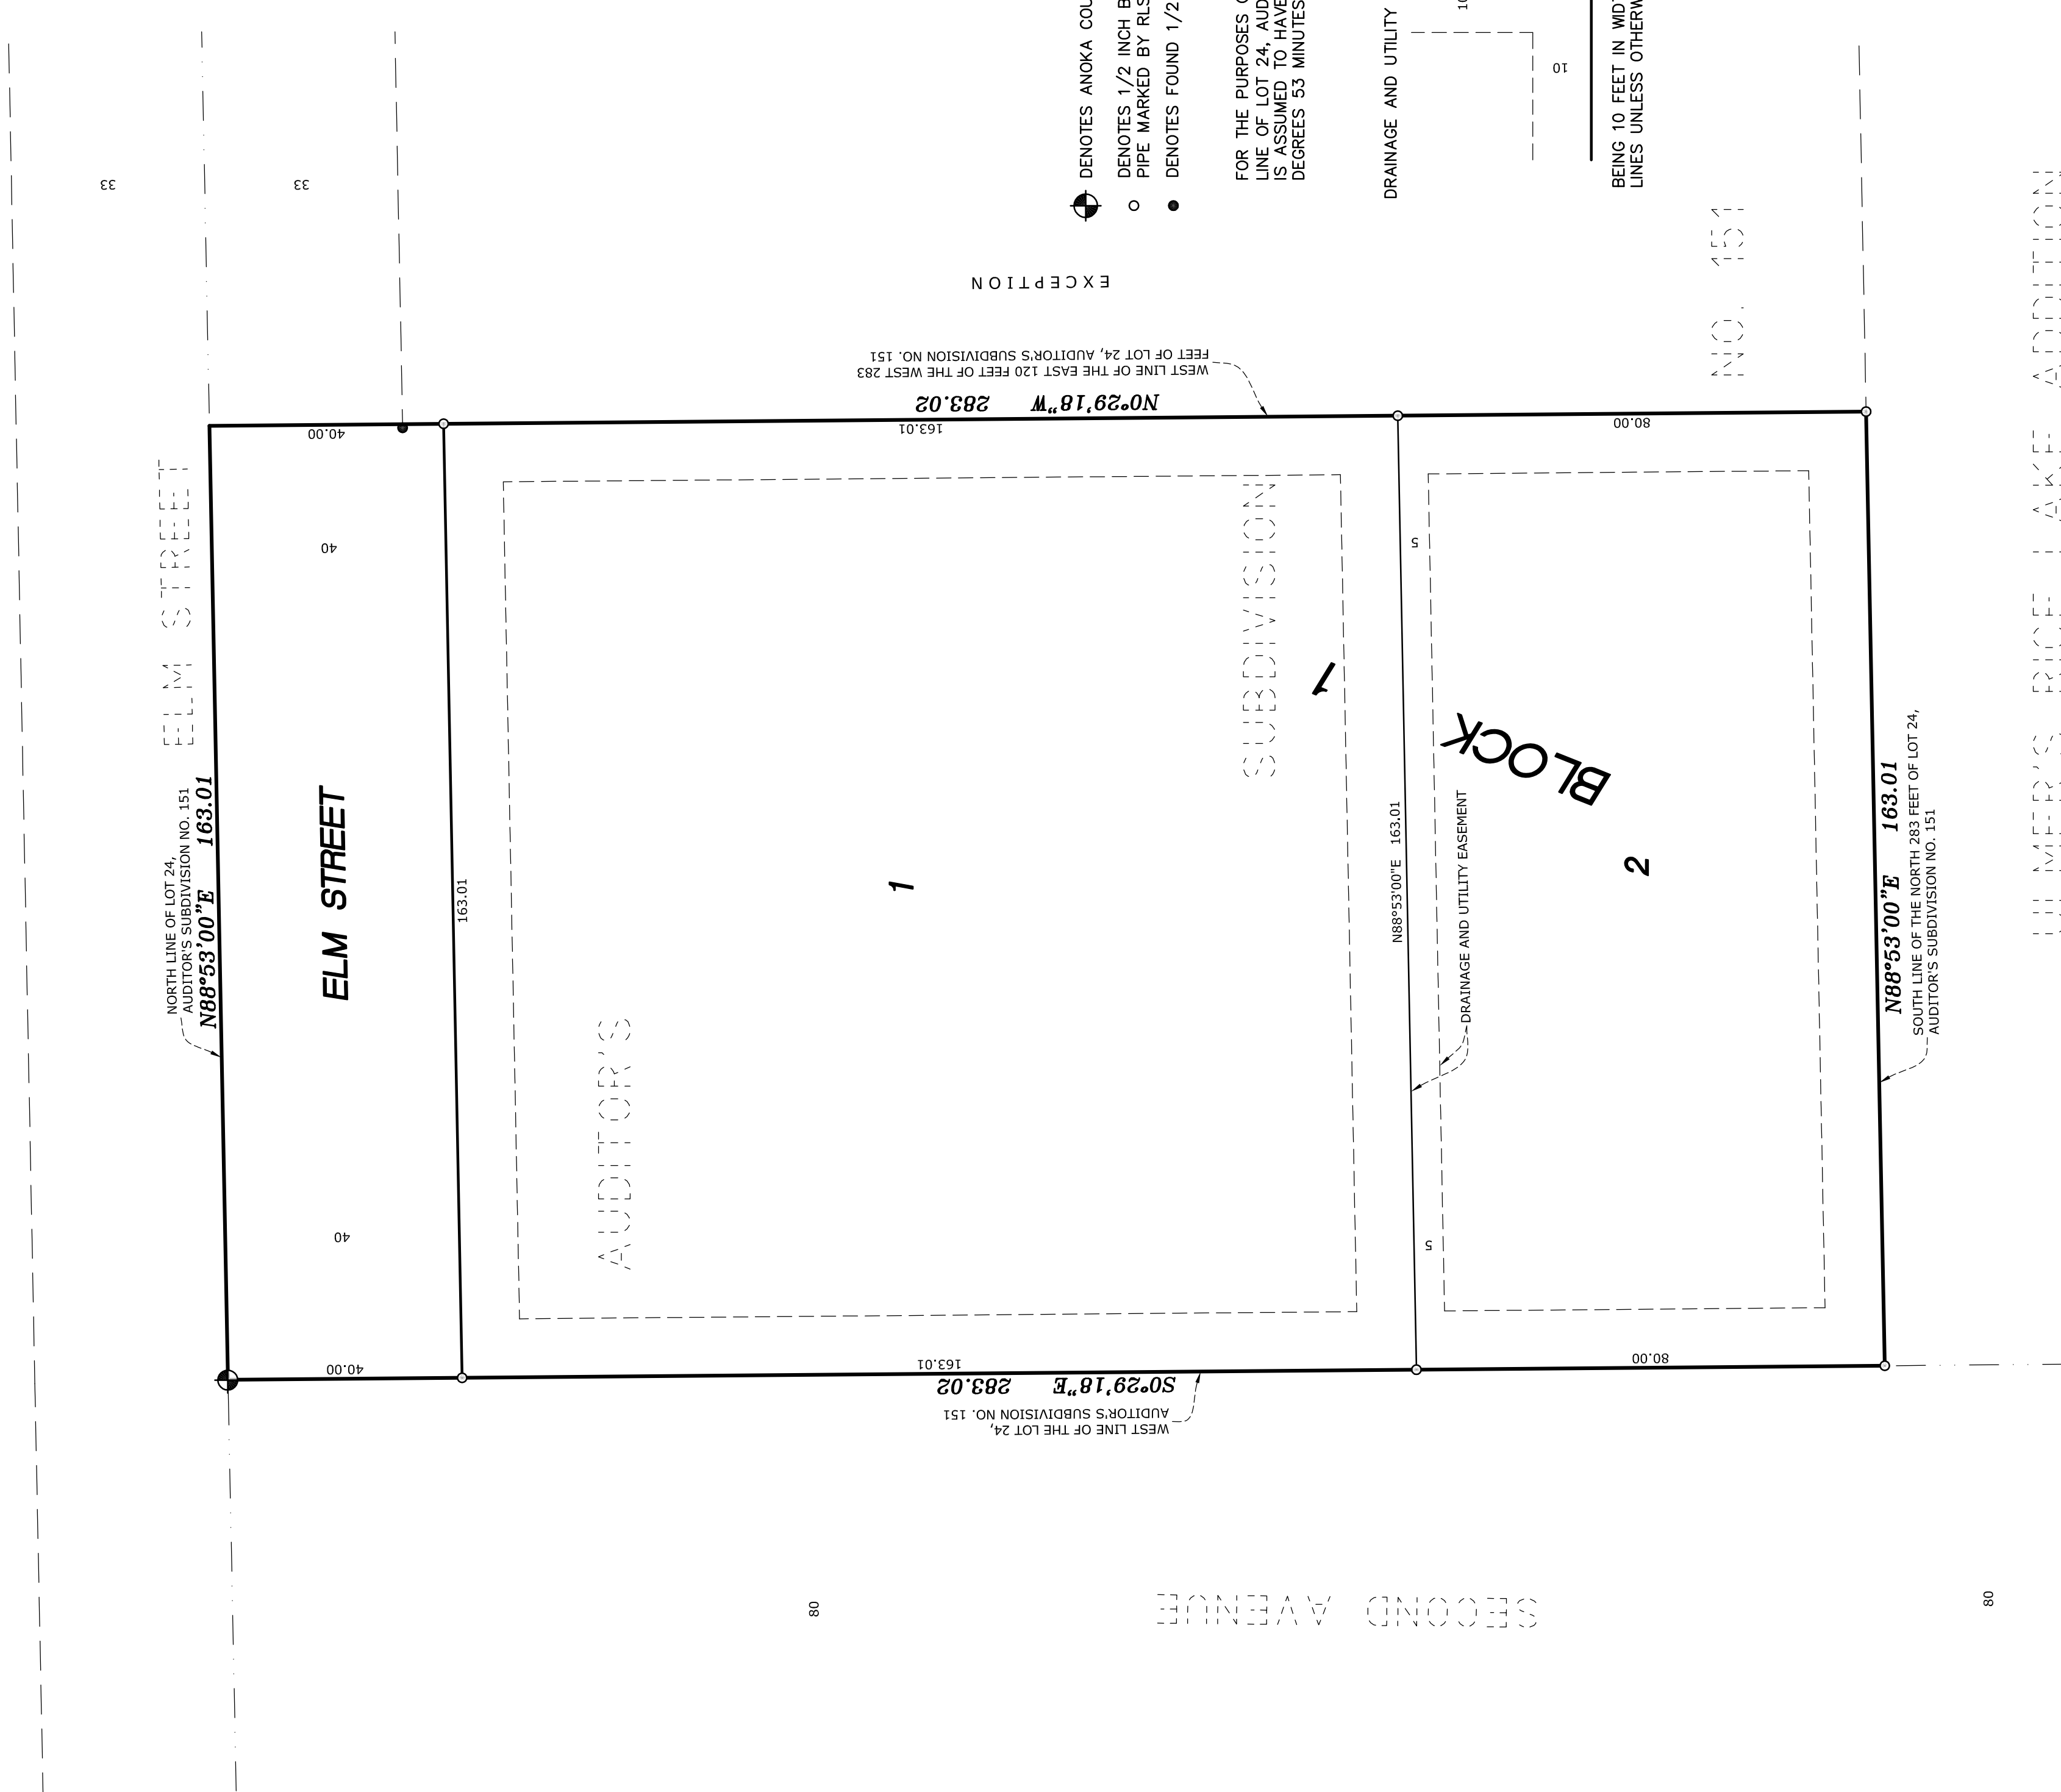 33
33
ELM STREET
NORTH LINE OF LOT 24,
AUDITOR'S SUBDIVISION NO. 151
N88°53'00"E 163.01
40.00
40
ELM STREET
40
40.00
163.01
WEST LINE OF THE EAST 120 FEET OF THE WEST 283
FEET OF LOT 24, AUDITOR'S SUBDIVISION NO. 151
N0°29'18"W 283.02
163.01
80.00
EXCEPTION
AUDITOR'S
SUBDIVISION
NO. 151
1
BLOCK
1
5
5
N88°53'00"E 163.01
DRAINAGE AND UTILITY EASEMENT
2
163.01
S0°29'18"E 283.02
80.00
WEST LINE OF THE LOT 24,
AUDITOR'S SUBDIVISION NO. 151
N88°53'00"E 163.01
SOUTH LINE OF THE NORTH 283 FEET OF LOT 24,
AUDITOR'S SUBDIVISION NO. 151
80
SECOND AVENUE
80
RICE LAKE ADDITION
DENOTES ANOKA COU
DENOTES 1/2 INCH B
PIPE MARKED BY RLS
DENOTES FOUND 1/2
FOR THE PURPOSES O
LINE OF LOT 24, AUD
IS ASSUMED TO HAVE
DEGREES 53 MINUTES
DRAINAGE AND UTILITY
10
10
BEING 10 FEET IN WIDT
LINES UNLESS OTHERW